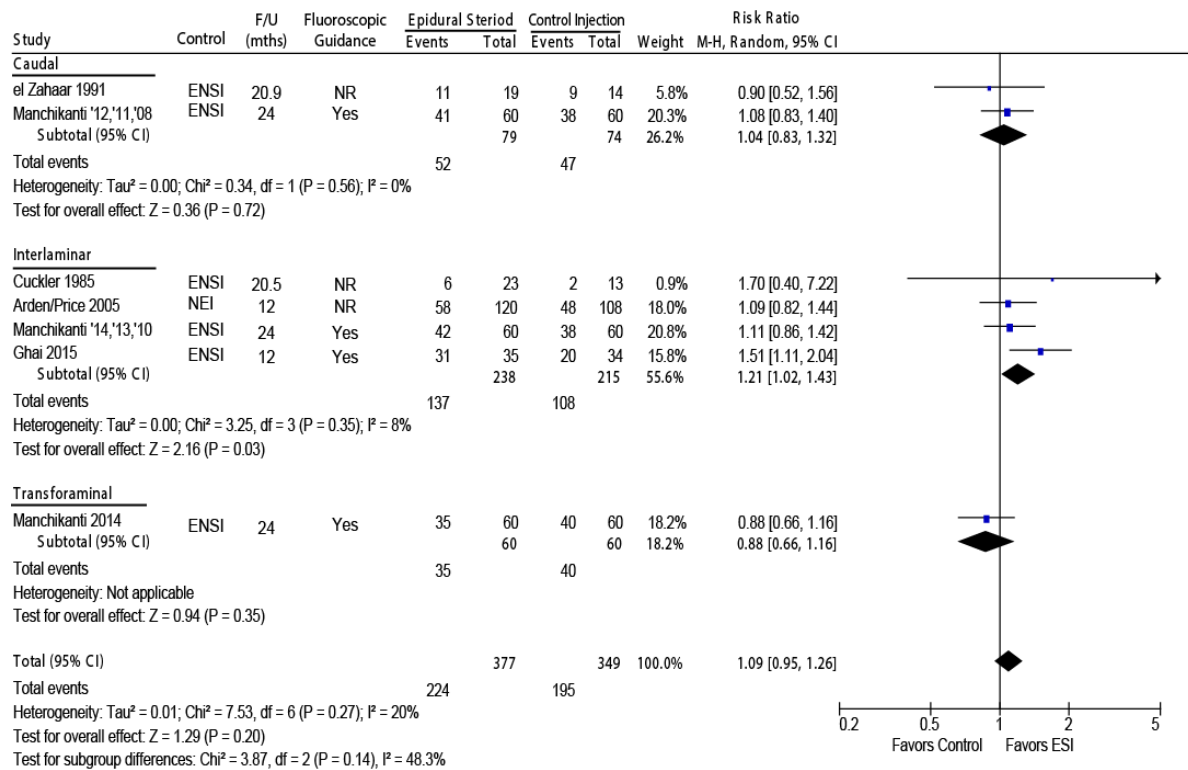 F/U Fluoroscopic Epidural Steriod Control Injection Risk Ratio
Study Control (mths) Guidance Events Total Events Total Weight M-H, Random, 95% CI
Caudal
el Zahaar 1991 ENSI 20.9 NR 11 19 9 14 5.8% 0.90 [0.52, 1.56]
Manchikanti '12,'11,'08 ENSI 24 Yes 41 60 38 60 20.3% 1.08 [0.83, 1.40]
Subtotal (95% CI) 79 74 26.2% 1.04 [0.83, 1.32]
Total events 52 47
Heterogeneity: Tau² = 0.00; Chi² = 0.34, df = 1 (P = 0.56); I² = 0%
Test for overall effect: Z = 0.36 (P = 0.72)
Interlaminar
Cuckler 1985 ENSI 20.5 NR 6 23 2 13 0.9% 1.70 [0.40, 7.22]
Arden/Price 2005 NEI 12 NR 58 120 48 108 18.0% 1.09 [0.82, 1.44]
Manchikanti '14,'13,'10 ENSI 24 Yes 42 60 38 60 20.8% 1.11 [0.86, 1.42]
Ghai 2015 ENSI 12 Yes 31 35 20 34 15.8% 1.51 [1.11, 2.04]
Subtotal (95% CI) 238 215 55.6% 1.21 [1.02, 1.43]
Total events 137 108
Heterogeneity: Tau² = 0.00; Chi² = 3.25, df = 3 (P = 0.35); I² = 8%
Test for overall effect: Z = 2.16 (P = 0.03)
Transforaminal
Manchikanti 2014 ENSI 24 Yes 35 60 40 60 18.2% 0.88 [0.66, 1.16]
Subtotal (95% CI) 60 60 18.2% 0.88 [0.66, 1.16]
Total events 35 40
Heterogeneity: Not applicable
Test for overall effect: Z = 0.94 (P = 0.35)
Total (95% CI) 377 349 100.0% 1.09 [0.95, 1.26]
Total events 224 195
Heterogeneity: Tau² = 0.01; Chi² = 7.53, df = 6 (P = 0.27); I² = 20%
Test for overall effect: Z = 1.29 (P = 0.20)
Test for subgroup differences: Chi² = 3.87, df = 2 (P = 0.14), I² = 48.3%
0.2 0.5 1 2 5
Favors Control Favors ESI